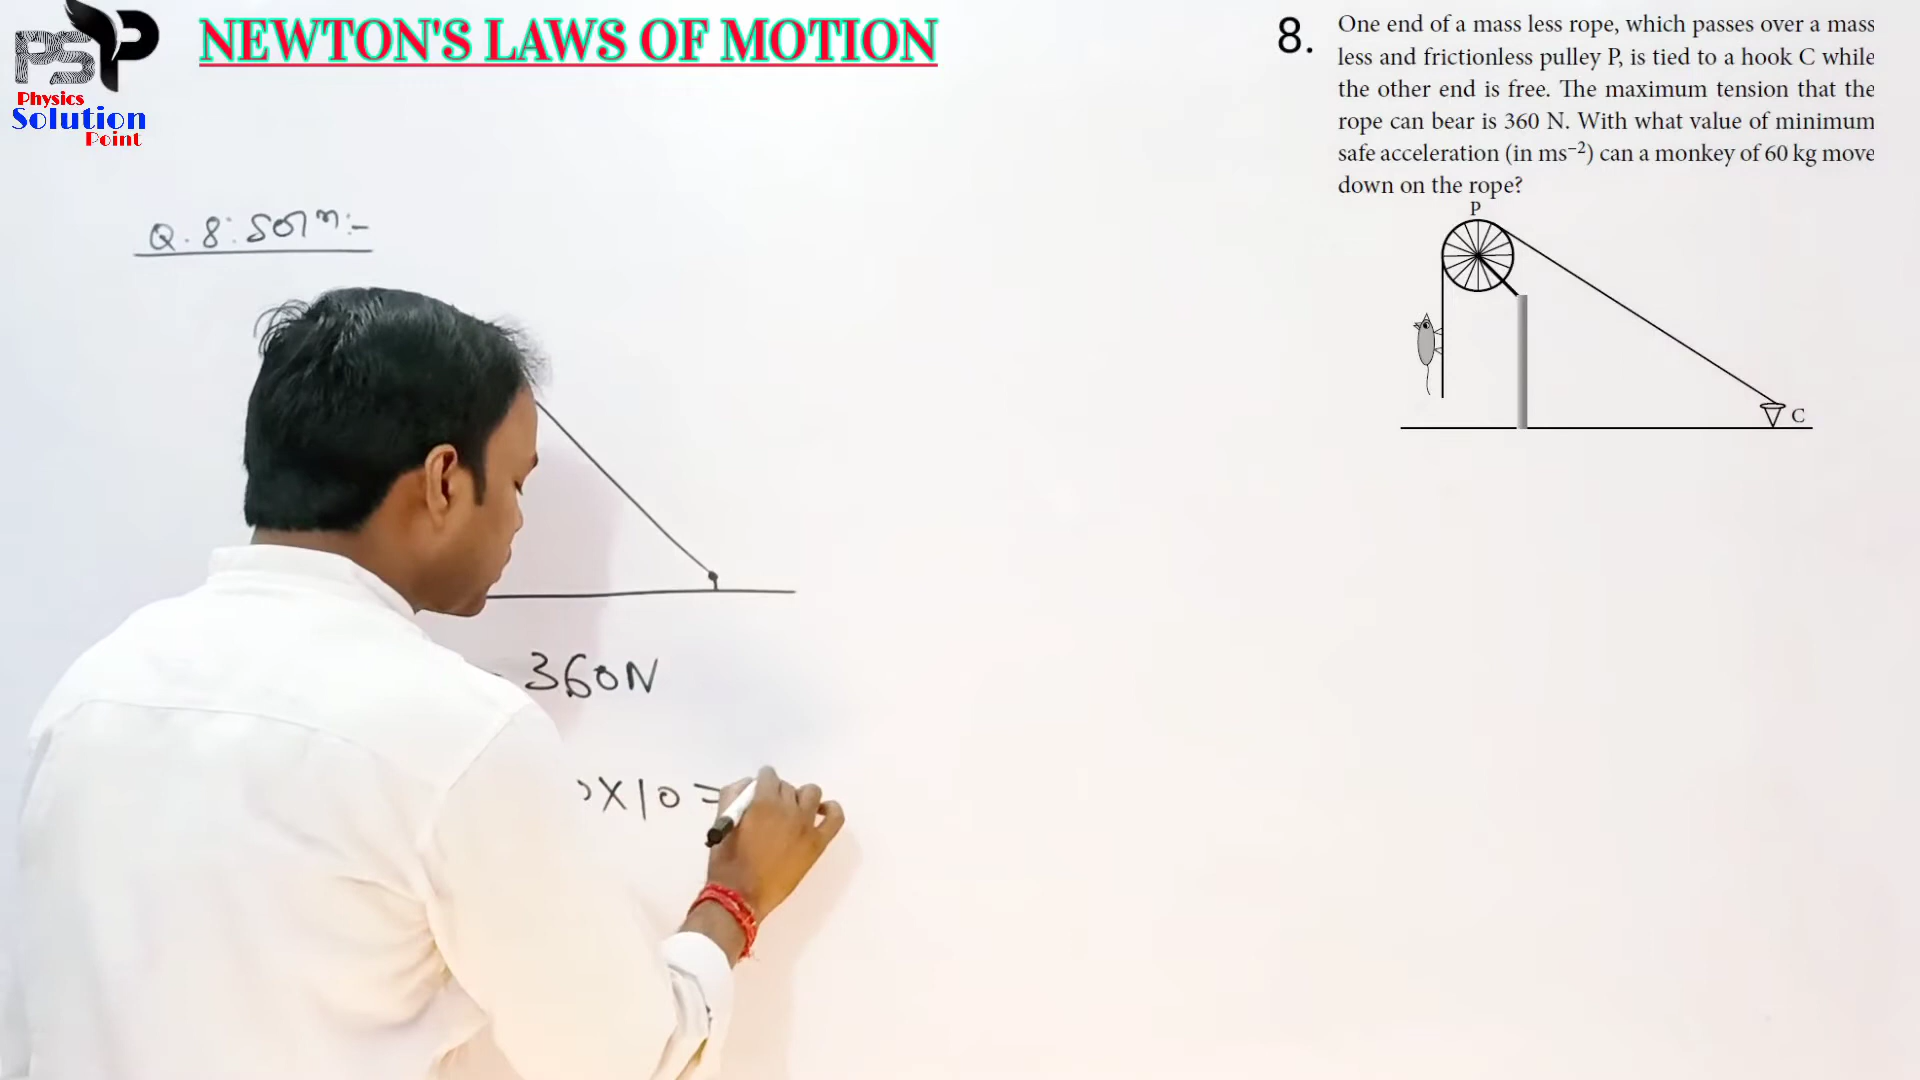 PSP
Physics
Solution
Point
NEWTON'S LAWS OF MOTION
8. One end of a mass less rope, which passes over a mass
less and frictionless pulley P, is tied to a hook C while
the other end is free. The maximum tension that the
rope can bear is 360 N. With what value of minimum
safe acceleration (in ms⁻²) can a monkey of 60 kg move
down on the rope?
P
C
Q. 8: Solⁿ:-
360N
X10 =